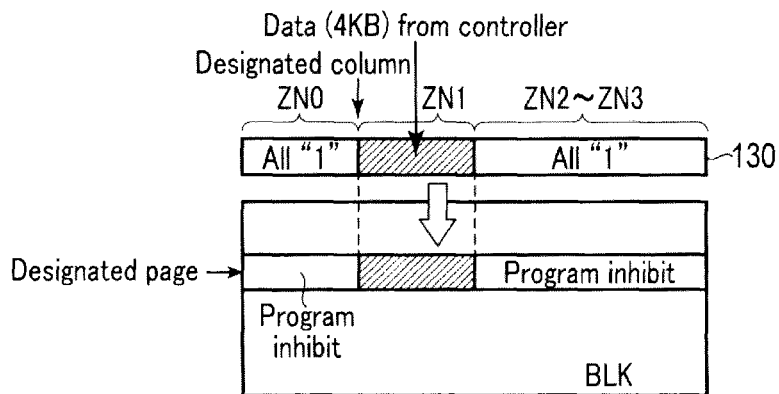 Data (4KB) from controller
Designated column
ZN0 ZN1 ZN2~ZN3
All “1” All “1” 130
Designated page Program inhibit
Program
inhibit
BLK